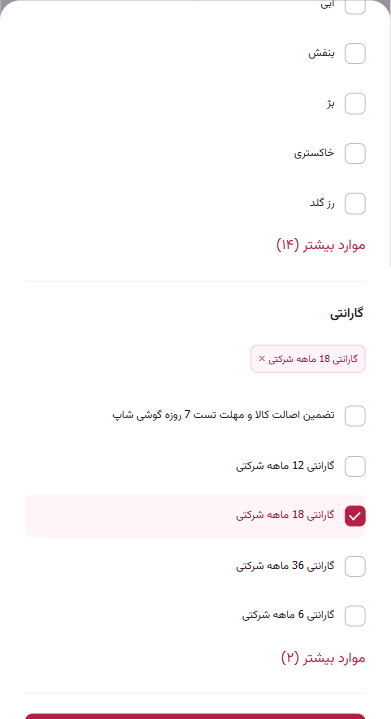 آبی
بنفش
بژ
خاکستری
رز گلد
موارد بیشتر (۱۴)
گارانتی
گارانتی 18 ماهه شرکتی ×
تضمین اصالت کالا و مهلت تست 7 روزه گوشی شاپ
گارانتی 12 ماهه شرکتی
گارانتی 18 ماهه شرکتی
گارانتی 36 ماهه شرکتی
گارانتی 6 ماهه شرکتی
موارد بیشتر (۲)